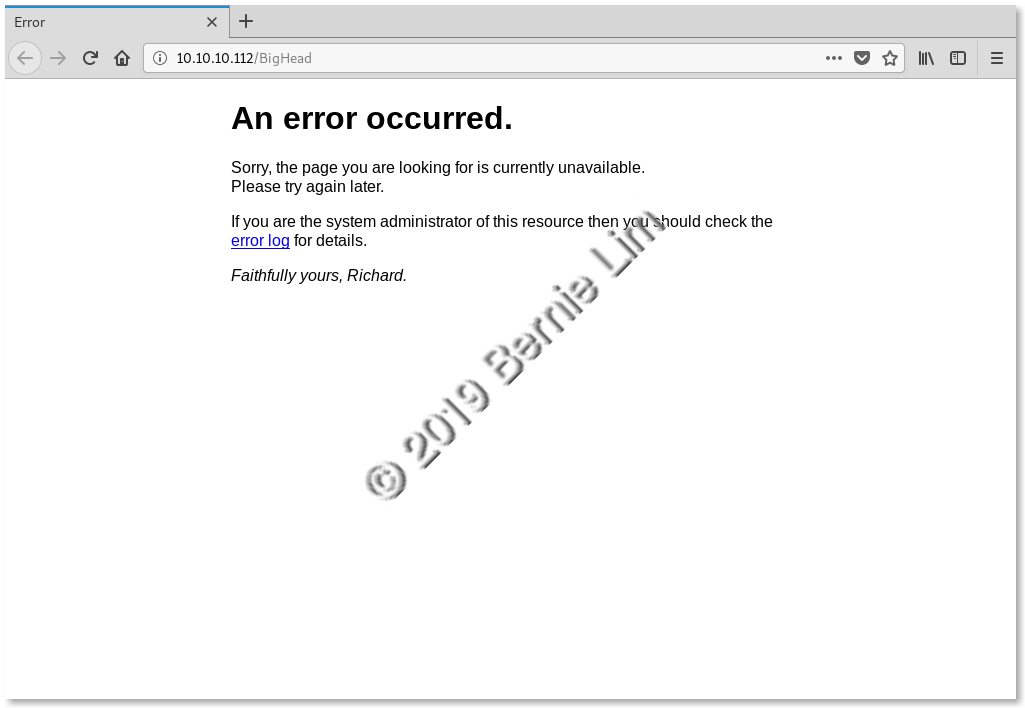 Error
10.10.10.112/BigHead
An error occurred.
Sorry, the page you are looking for is currently unavailable.
Please try again later.
If you are the system administrator of this resource then you should check the
error log for details.
Faithfully yours, Richard.
© 2019 Bernie Lim